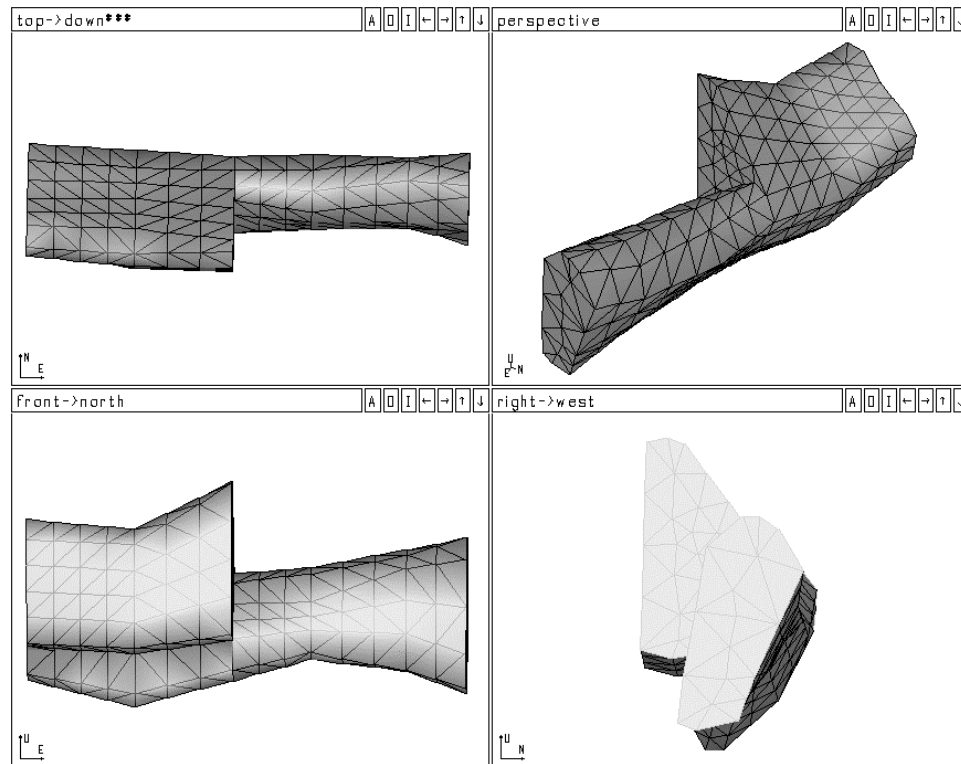 top->down*** A O I ← → ↑ ↓
perspective A O I ← → ↑ ↓
N
E
U
E N
front->north A O I ← → ↑ ↓
right->west A O I ← → ↑ ↓
U
E
U
N